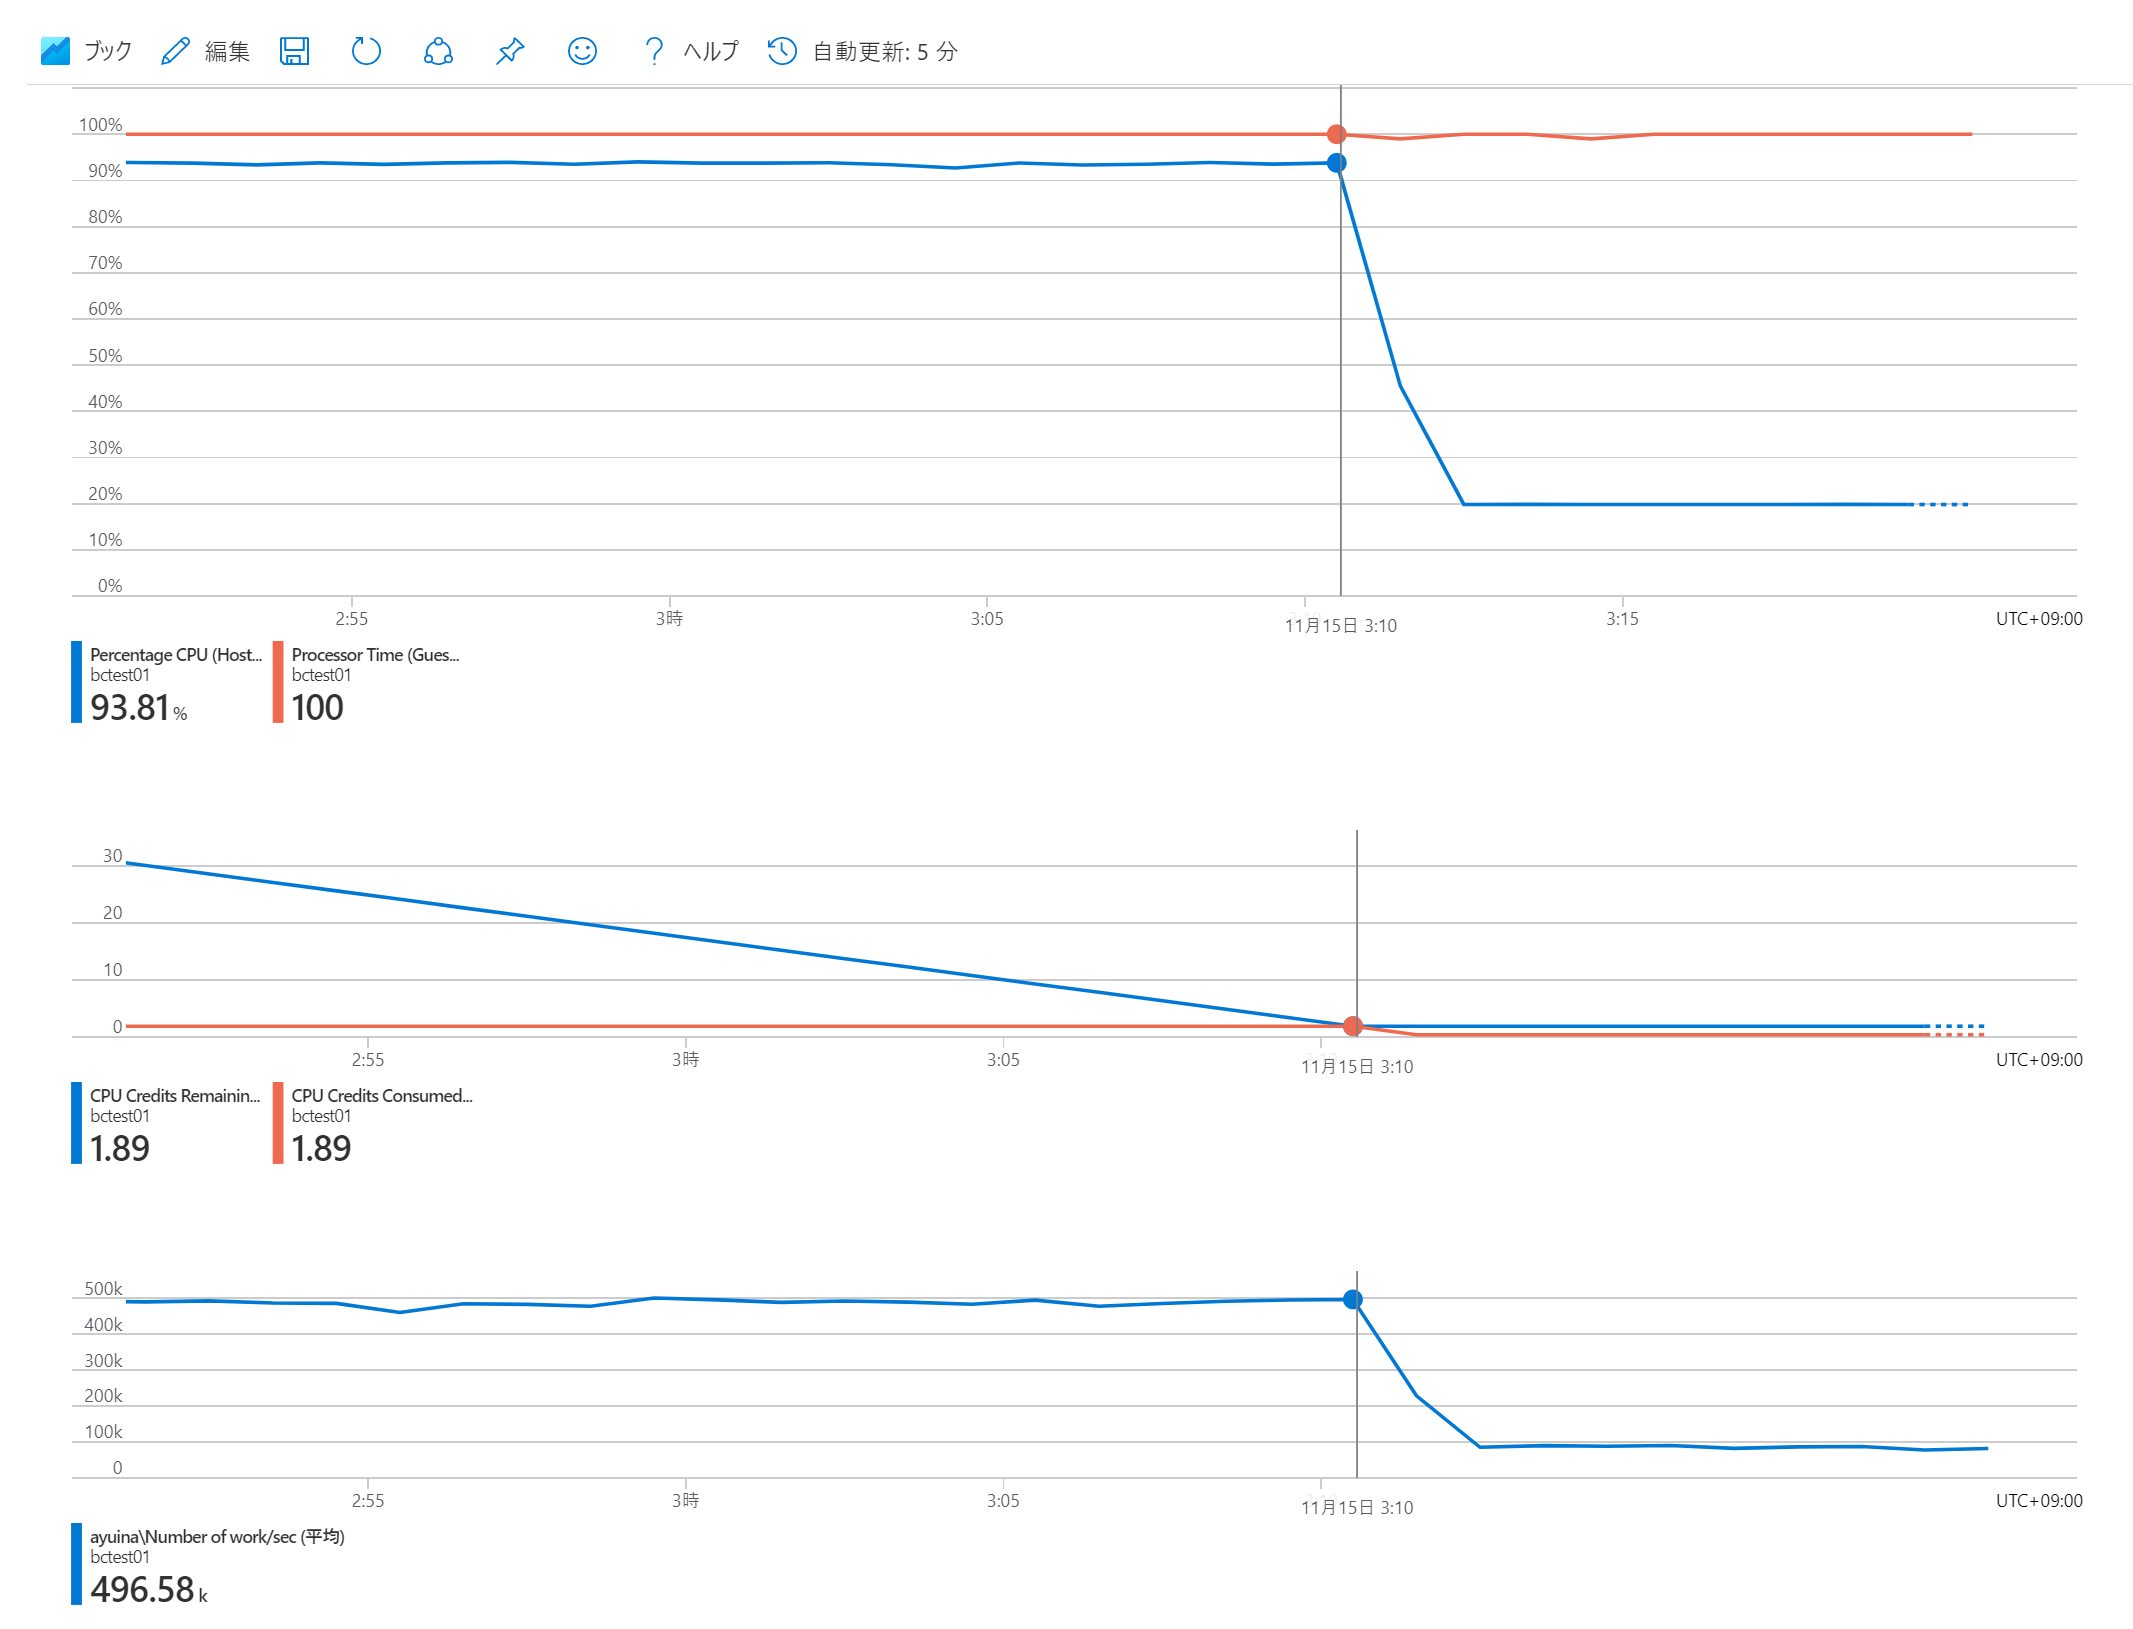 ブック 編集 ヘルプ 自動更新: 5 分
100%
90%
80%
70%
60%
50%
40%
30%
20%
10%
0%
2:55 3時 3:05 11月15日 3:10 3:15 UTC+09:00
Percentage CPU (Host... Processor Time (Gues...
bctest01 bctest01
93.81% 100
30
20
10
0
2:55 3時 3:05 11月15日 3:10 UTC+09:00
CPU Credits Remainin... CPU Credits Consumed...
bctest01 bctest01
1.89 1.89
500k
400k
300k
200k
100k
0
2:55 3時 3:05 11月15日 3:10 UTC+09:00
ayuina\Number of work/sec (平均)
bctest01
496.58k